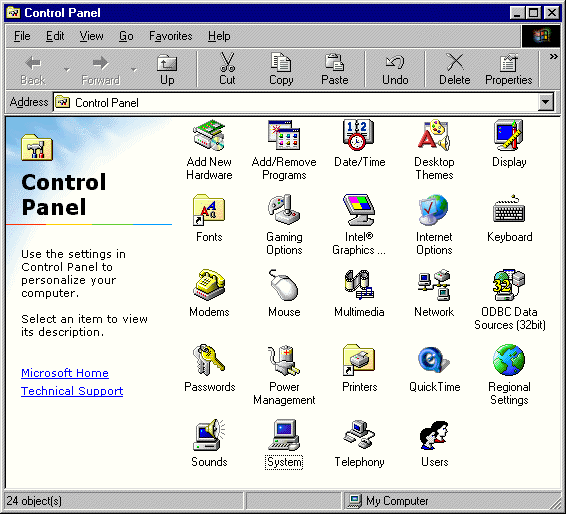 Control Panel
File Edit View Go Favorites Help
Back Forward Up Cut Copy Paste Undo Delete Properties »
Address Control Panel
Control
Panel
Use the settings in
Control Panel to
personalize your
computer.
Select an item to view
its description.
Microsoft Home
Technical Support
Add New
Hardware
Add/Remove
Programs
Date/Time
Desktop
Themes
Display
Fonts
Gaming
Options
Intel®
Graphics ...
Internet
Options
Keyboard
Modems
Mouse
Multimedia
Network
ODBC Data
Sources (32bit)
Passwords
Power
Management
Printers
QuickTime
Regional
Settings
Sounds
System
Telephony
Users
24 object(s) My Computer